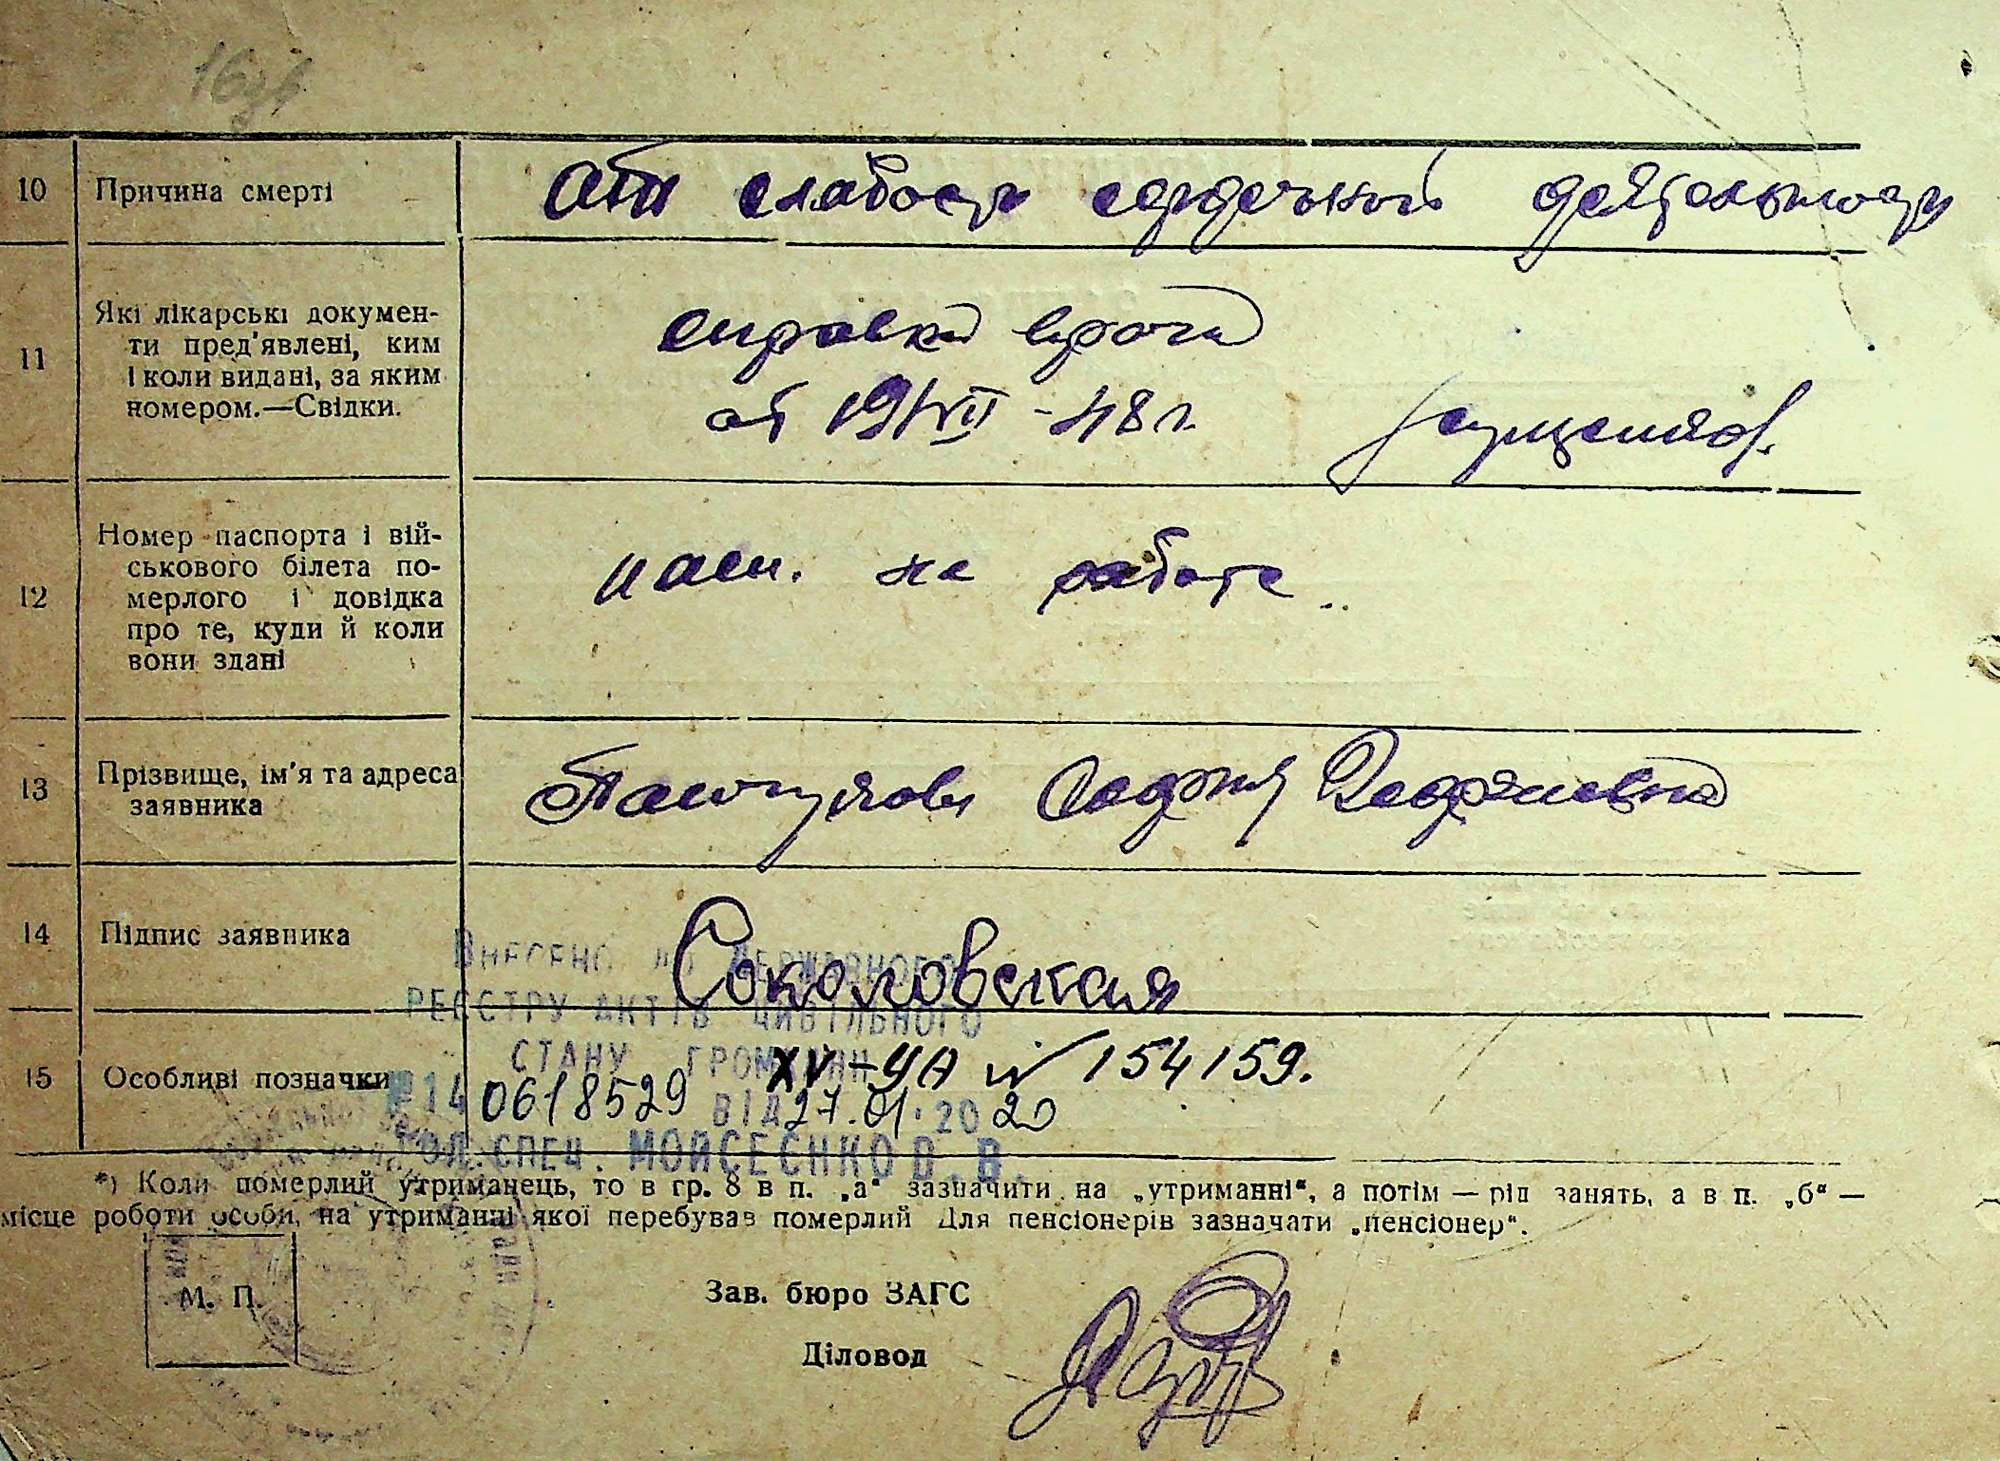 10 Причина смерті
От слабости сердечной деятельности
11 Які лікарські докумен-
ти пред'явлені, ким
і коли видані, за яким
номером.—Свідки.
справка врача
от 19/VII -48 г.
12 Номер паспорта і вій-
ськового білета по-
мерлого і довідка
про те, куди й коли
вони здані
на работе
13 Прізвище, ім'я та адреса
заявника
София
14 Підпис заявника
Соколовская
ВНЕСЕНО ДО ДЕРЖАВНОГО
РЕЄСТРУ АКТІВ ЦИВІЛЬНОГО
СТАНУ ГРОМАДЯН
15 Особливі позначки
XV-УА № 154159.
№ 14 0618529 ВІД 27.01.2020
ГОЛ. СПЕЦ. МОЙСЕЄНКО В.В.
*) Коли померлий утриманець, то в гр. 8 в п. „а“ зазначити на „утриманні“, а потім — рід занять, а в п. „б“ —
місце роботи особи, на утриманні якої перебував померлий Для пенсіонерів зазначати „пенсіонер“.
М. П.
Зав. бюро ЗАГС
Діловод